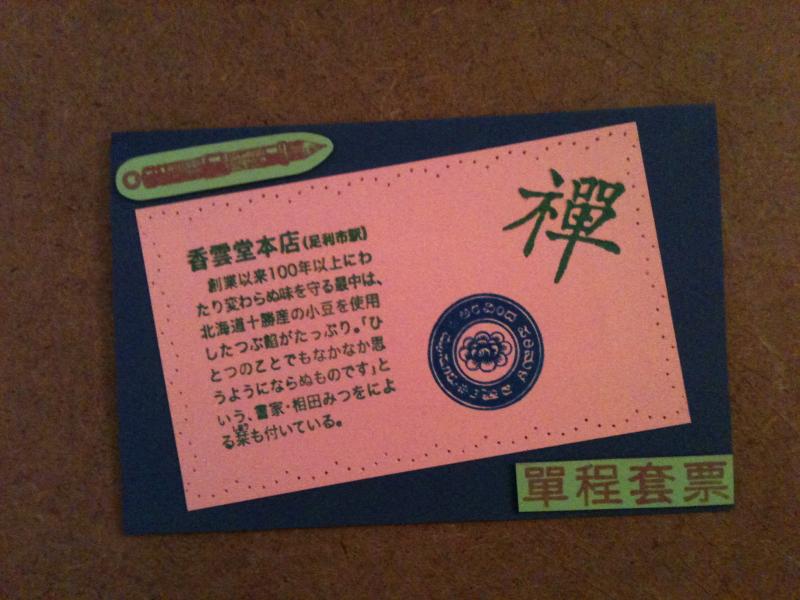 禪
香雲堂本店(足利市駅)
創業以来100年以上にわ
たり変わらぬ味を守る最中は、
北海道十勝産の小豆を使用
したつぶ餡がたっぷり。「ひ
とつのことでもなかなか思
うようにならぬものです」と
いう、書家・相田みつをによ
る栞も付いている。
單程套票